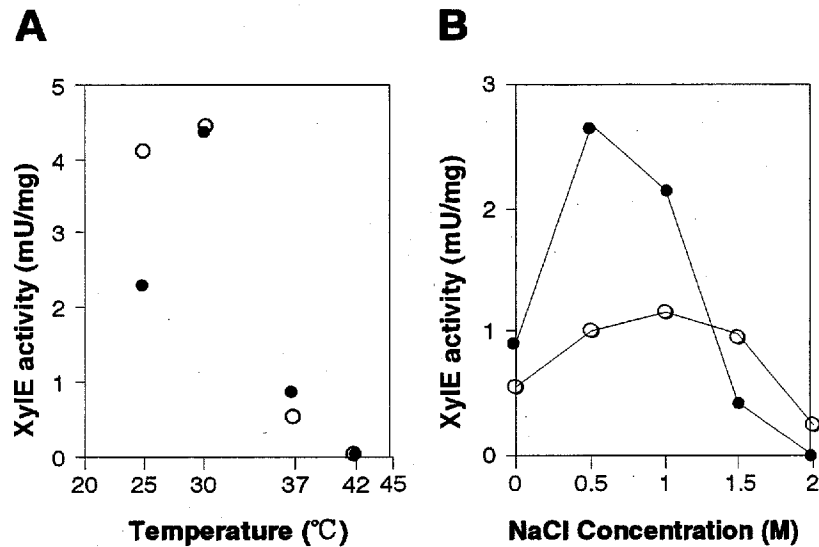 A
B
XylE activity (mU/mg)
5
4
3
2
1
0
20 25 30 37 42 45
Temperature (℃)
XylE activity (mU/mg)
3
2
1
0
0 0.5 1 1.5 2
NaCl Concentration (M)